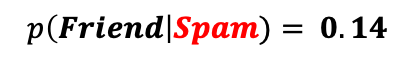 p(Friend|Spam) = 0.14